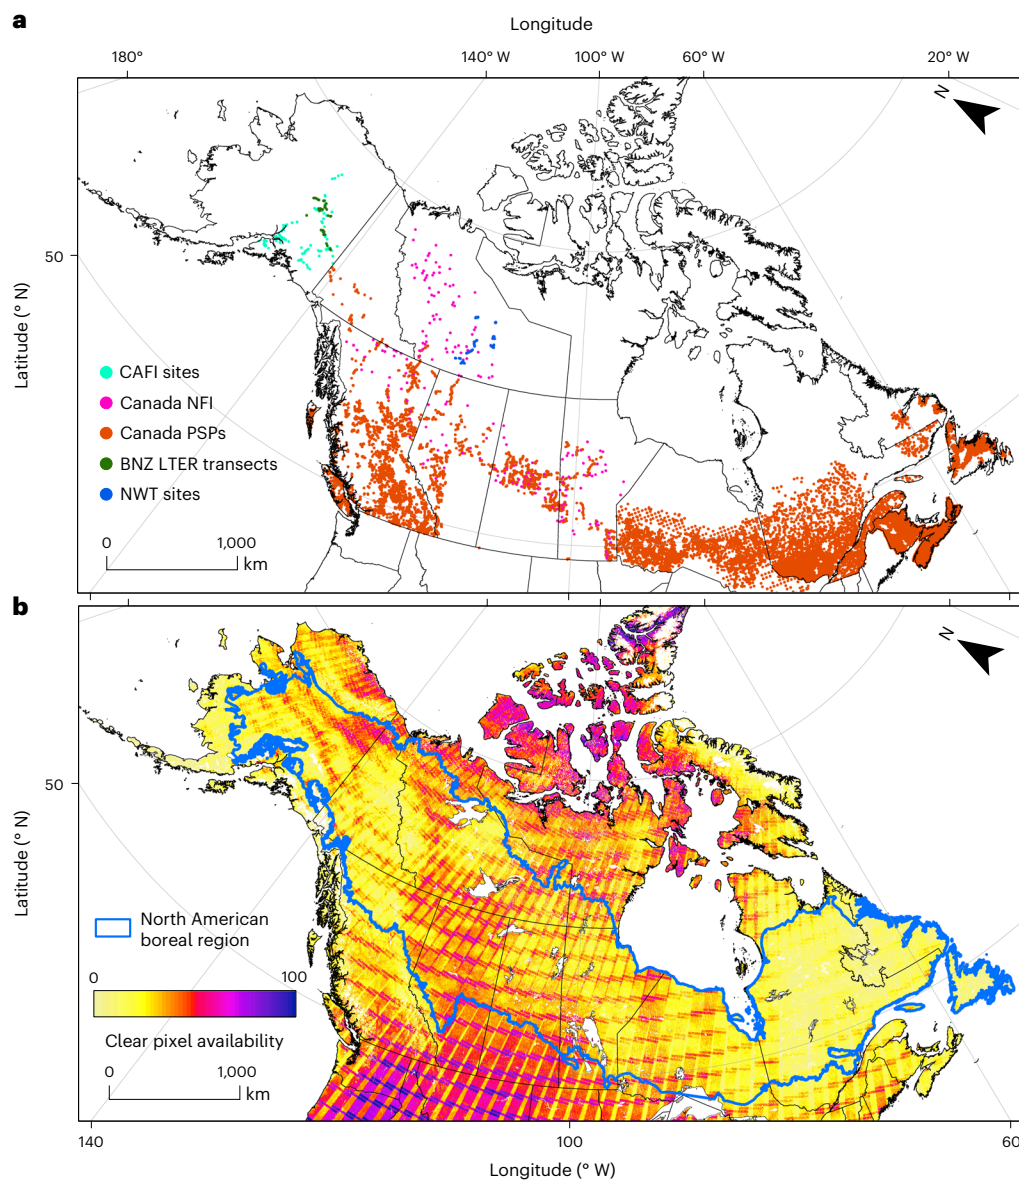 a
Longitude
180° 140° W 100° W 60° W 20° W
N
50
Latitude (° N)
CAFI sites
Canada NFI
Canada PSPs
BNZ LTER transects
NWT sites
0 1,000
km
b
N
50
Latitude (° N)
North American
boreal region
0 100
Clear pixel availability
0 1,000
km
140 100 60
Longitude (° W)